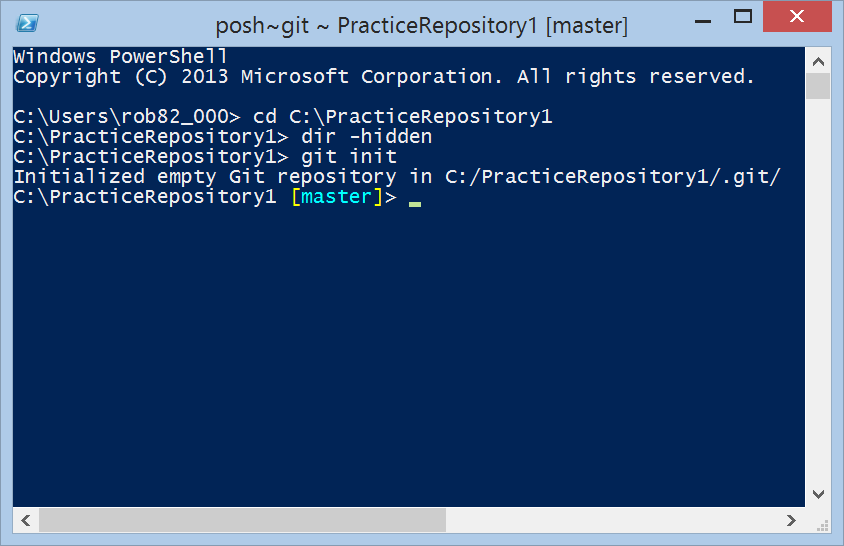 posh~git ~ PracticeRepository1 [master]
Windows PowerShell
Copyright (C) 2013 Microsoft Corporation. All rights reserved.
C:\Users\rob82_000> cd C:\PracticeRepository1
C:\PracticeRepository1> dir -hidden
C:\PracticeRepository1> git init
Initialized empty Git repository in C:/PracticeRepository1/.git/
C:\PracticeRepository1 [master]>